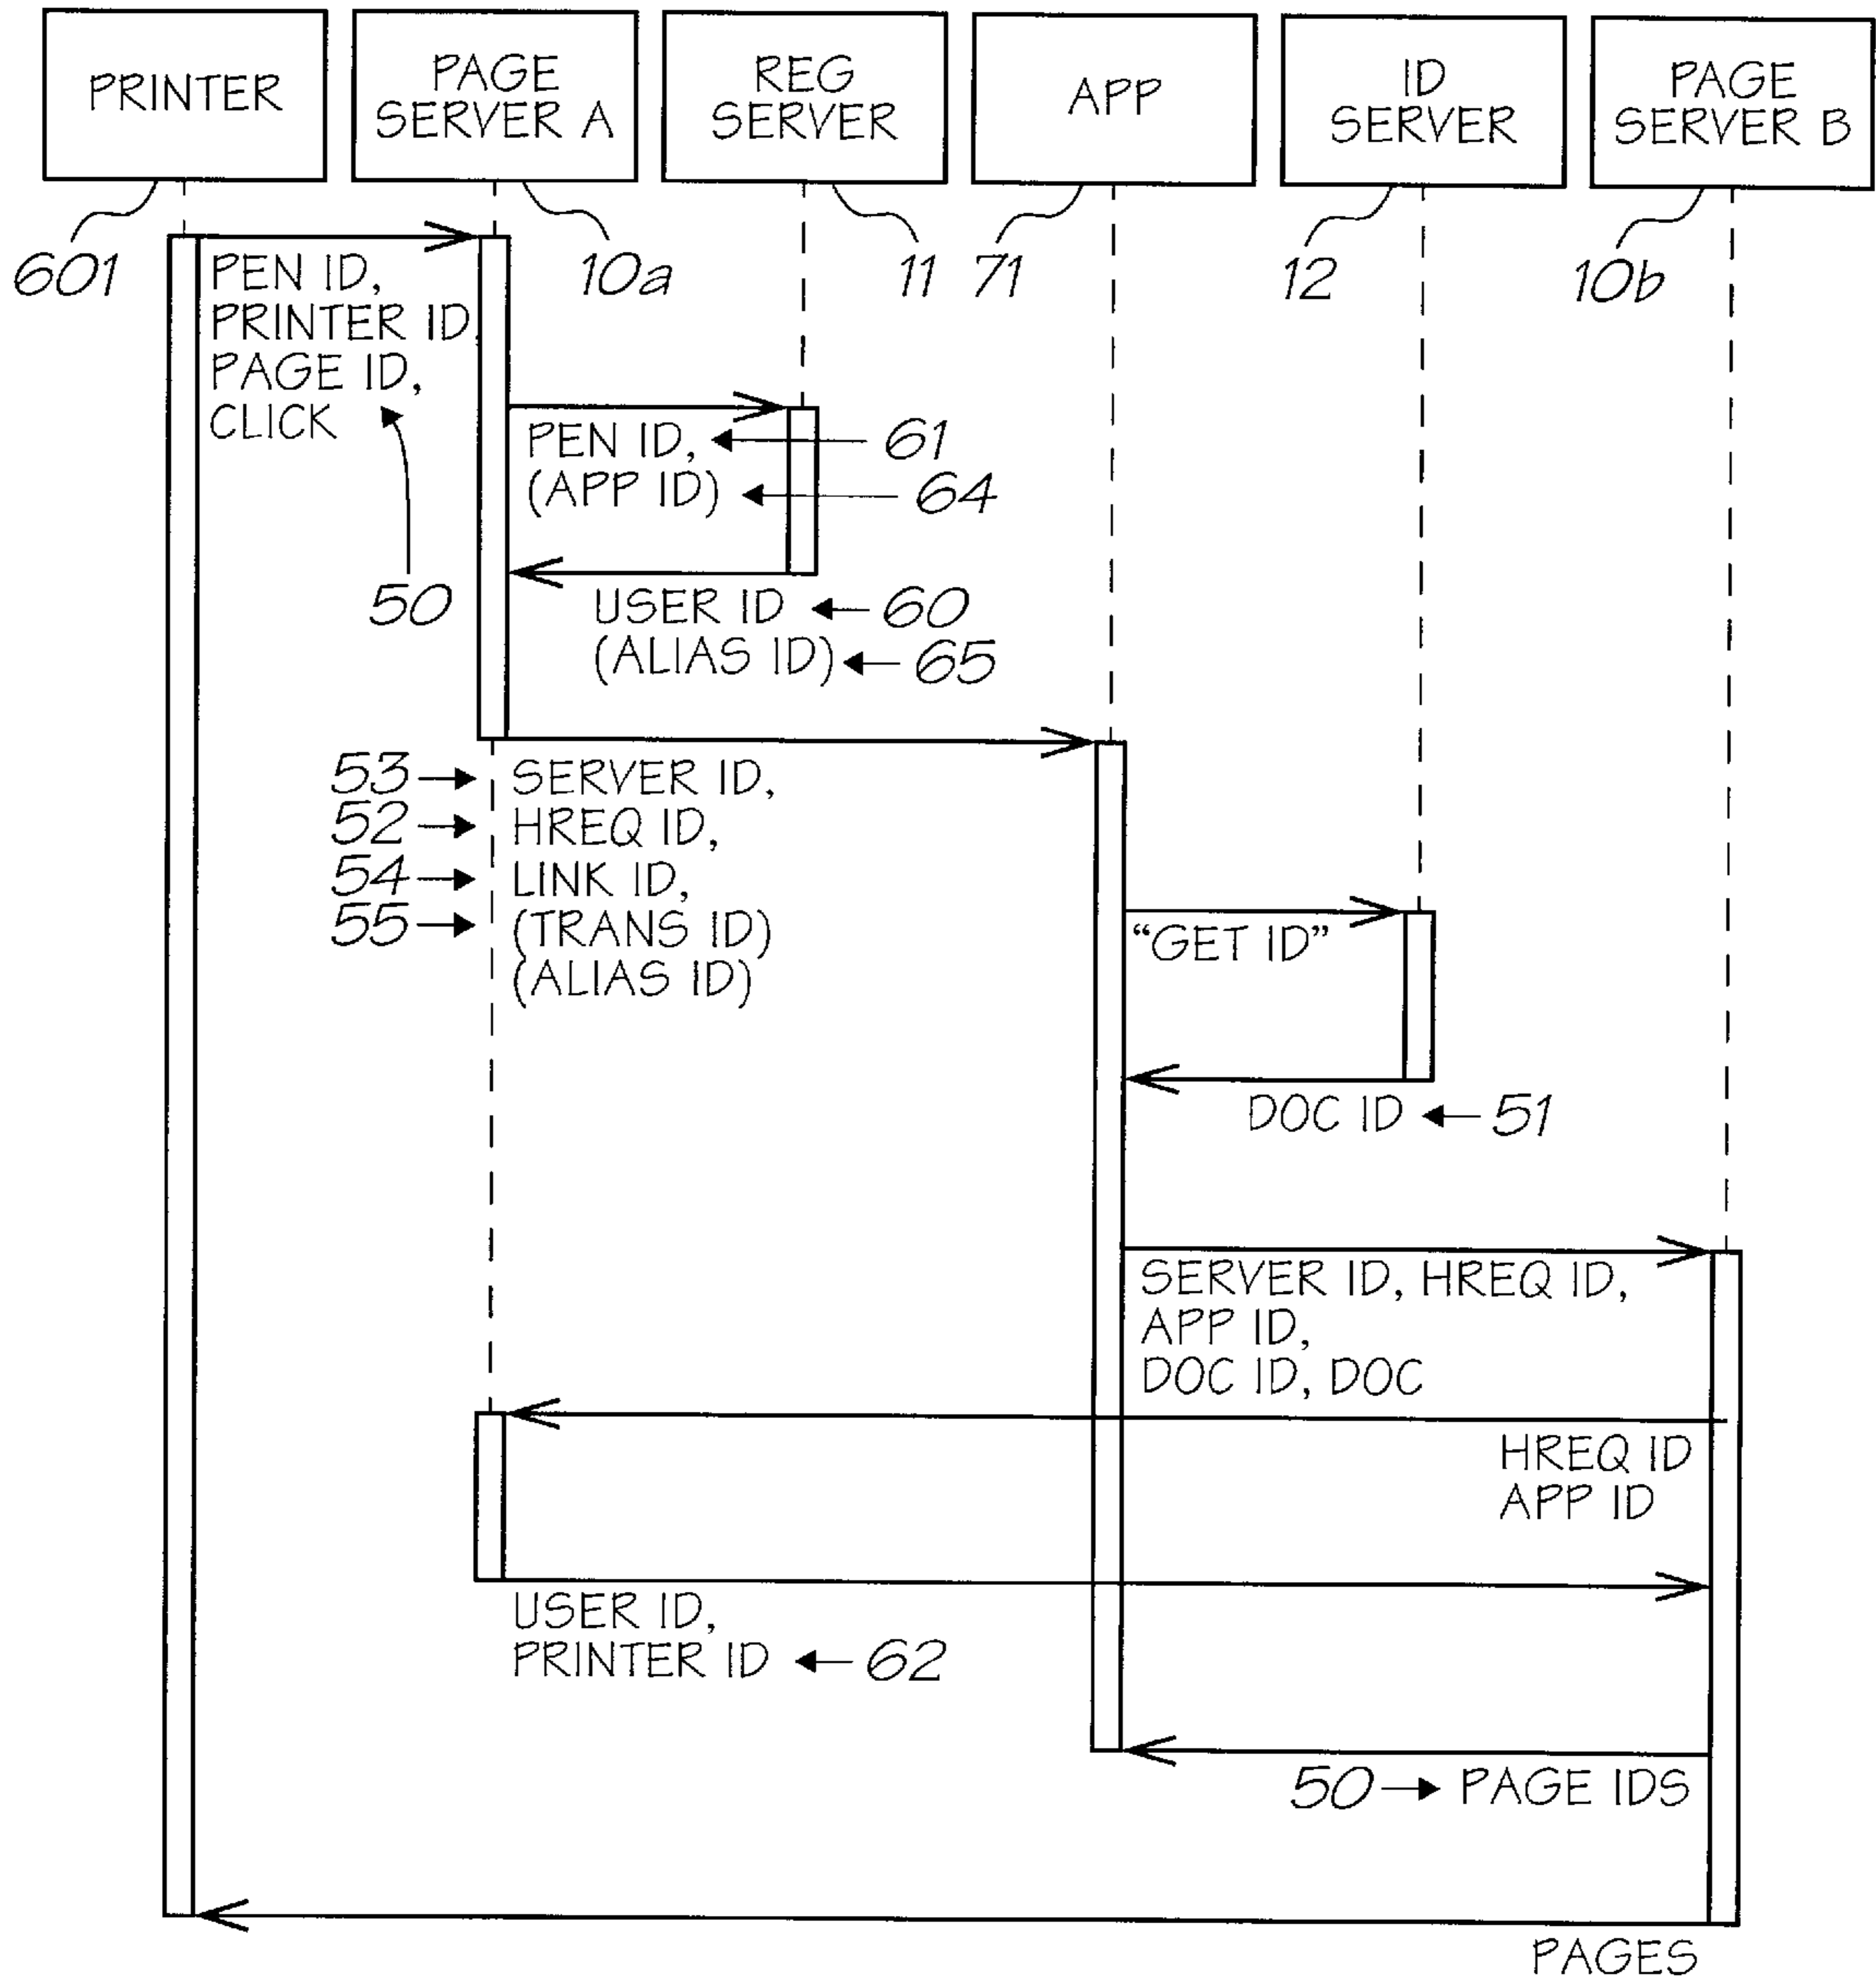 PRINTER
PAGE
SERVER A
REG
SERVER
APP
ID
SERVER
PAGE
SERVER B
601
10a
11
71
12
10b
PEN ID,
PRINTER ID
PAGE ID,
CLICK
50
PEN ID,
61
(APP ID)
64
USER ID
60
(ALIAS ID)
65
53
SERVER ID,
52
HREQ ID,
54
LINK ID,
55
(TRANS ID)
(ALIAS ID)
“GET ID”
DOC ID
51
SERVER ID, HREQ ID,
APP ID,
DOC ID, DOC
HREQ ID
APP ID
USER ID,
PRINTER ID
62
50
PAGE IDS
PAGES